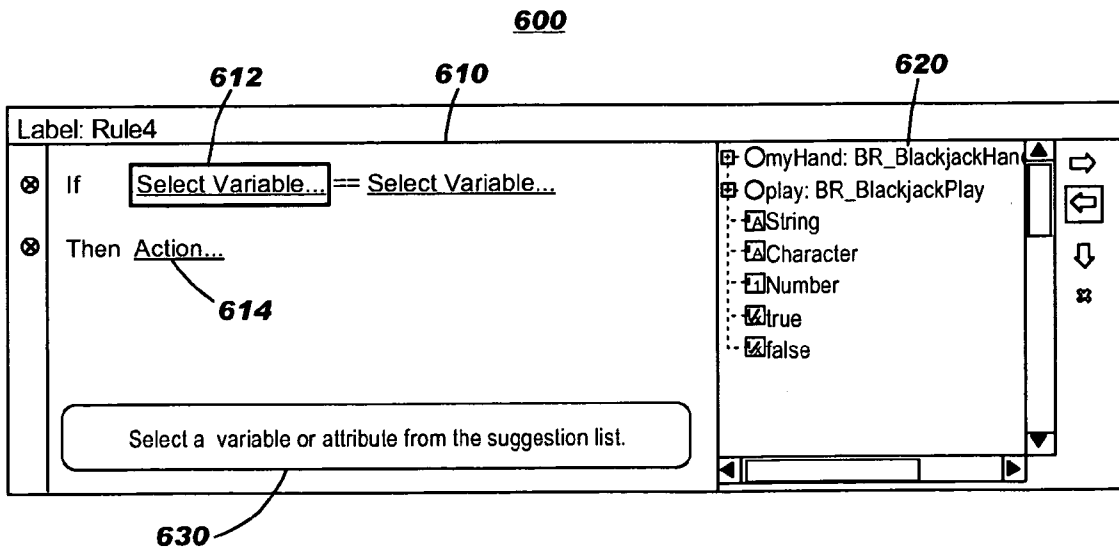 600
612
610
620
Label: Rule4
If Select Variable... == Select Variable...
Then Action...
614
myHand: BR_BlackjackHan
play: BR_BlackjackPlay
A String
A Character
1 Number
true
false
Select a variable or attribute from the suggestion list.
630